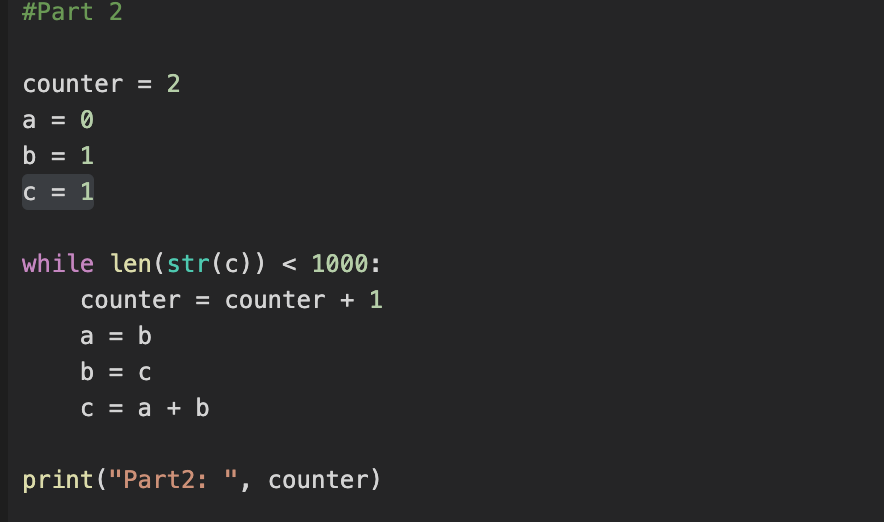 #Part 2
counter = 2
a = 0
b = 1
c = 1
while len(str(c)) < 1000:
    counter = counter + 1
    a = b
    b = c
    c = a + b
print("Part2: ", counter)